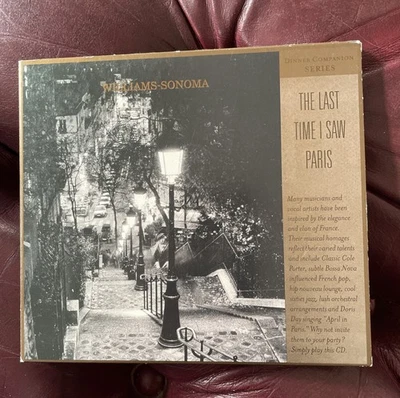 WILLIAMS-SONOMA
DINNER COMPANION
SERIES
THE LAST
TIME I SAW
PARIS
Many musicians and
vocal artists have been
inspired by the elegance
and élan of France.
These musical homages
reflect their varied talents
and include Classic Cole
Porter, subtle Bossa Nova
influenced French pop,
hip nouveau lounge, cool
vibes jazz, lush orchestral
arrangements and Doris
Day singing "April in
Paris." Why not invite
them to your party?
Simply play this CD.